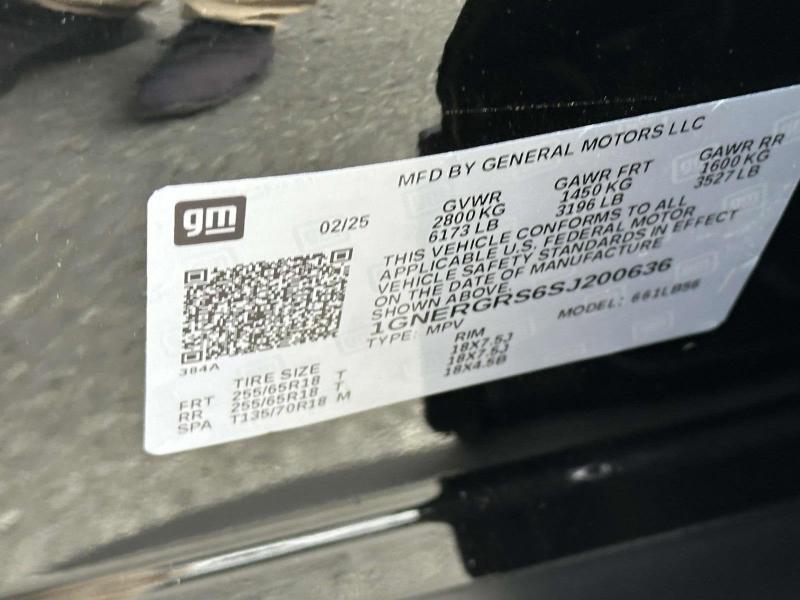 MFD BY GENERAL MOTORS LLC
gm
02/25
GVWR
2800 KG
6173 LB
GAWR FRT
1450 KG
3196 LB
GAWR RR
1600 KG
3527 LB
THIS VEHICLE CONFORMS TO ALL
APPLICABLE U.S. FEDERAL MOTOR
VEHICLE SAFETY STANDARDS IN EFFECT
ON THE DATE OF MANUFACTURE
SHOWN ABOVE.
1GNERGRS6SJ200636
TYPE: MPV
MODEL: 661LB56
384A
TIRE SIZE
RIM
FRT 255/65R18 T 18X7.5J
RR 255/65R18 T 18X7.5J
SPA T135/70R18 M 18X4.5B